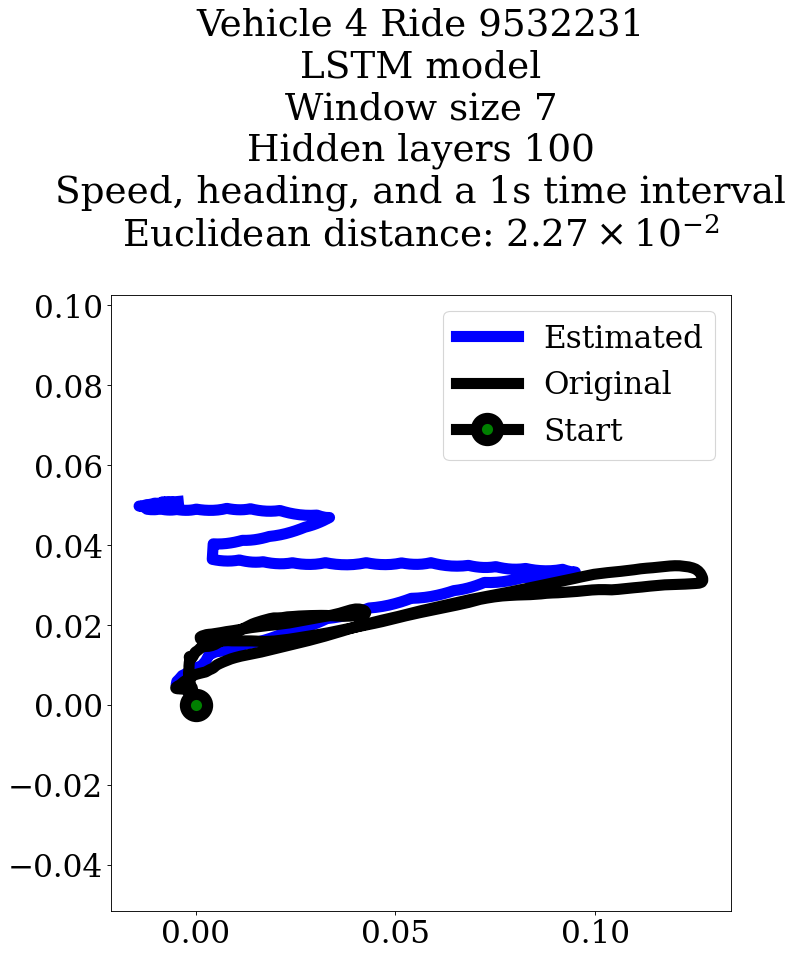 Vehicle 4 Ride 9532231
LSTM model
Window size 7
Hidden layers 100
Speed, heading, and a 1s time interval
Euclidean distance: 2.27 × 10⁻²
0.10
0.08
0.06
0.04
0.02
0.00
−0.02
−0.04
Estimated
Original
Start
0.00 0.05 0.10